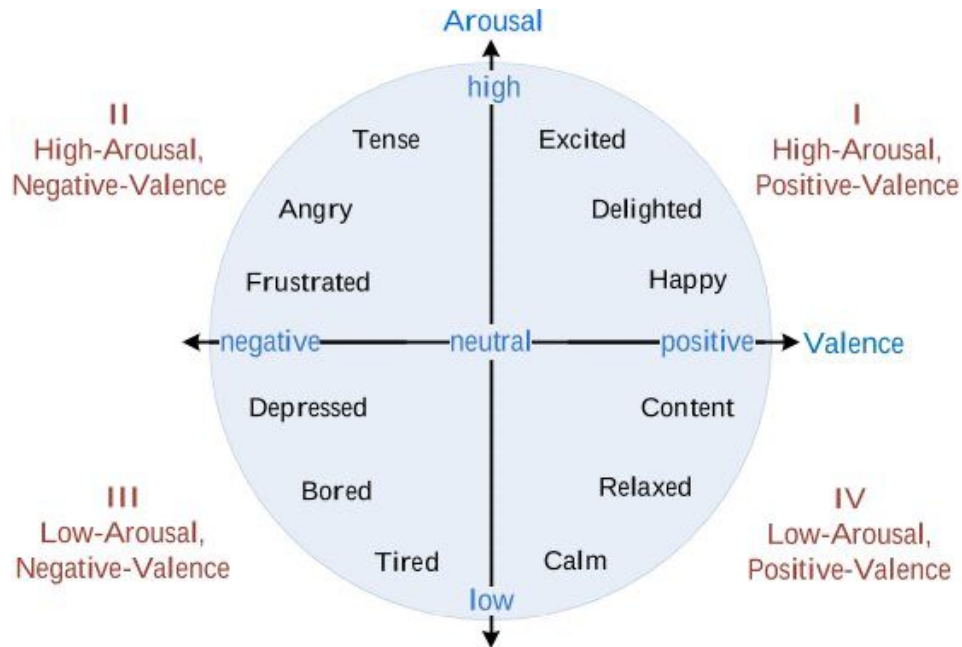 Arousal
high
II
High-Arousal,
Negative-Valence
I
High-Arousal,
Positive-Valence
Tense
Excited
Angry
Delighted
Frustrated
Happy
negative
neutral
positive
Valence
Depressed
Content
Bored
Relaxed
III
Low-Arousal,
Negative-Valence
IV
Low-Arousal,
Positive-Valence
Tired
Calm
low